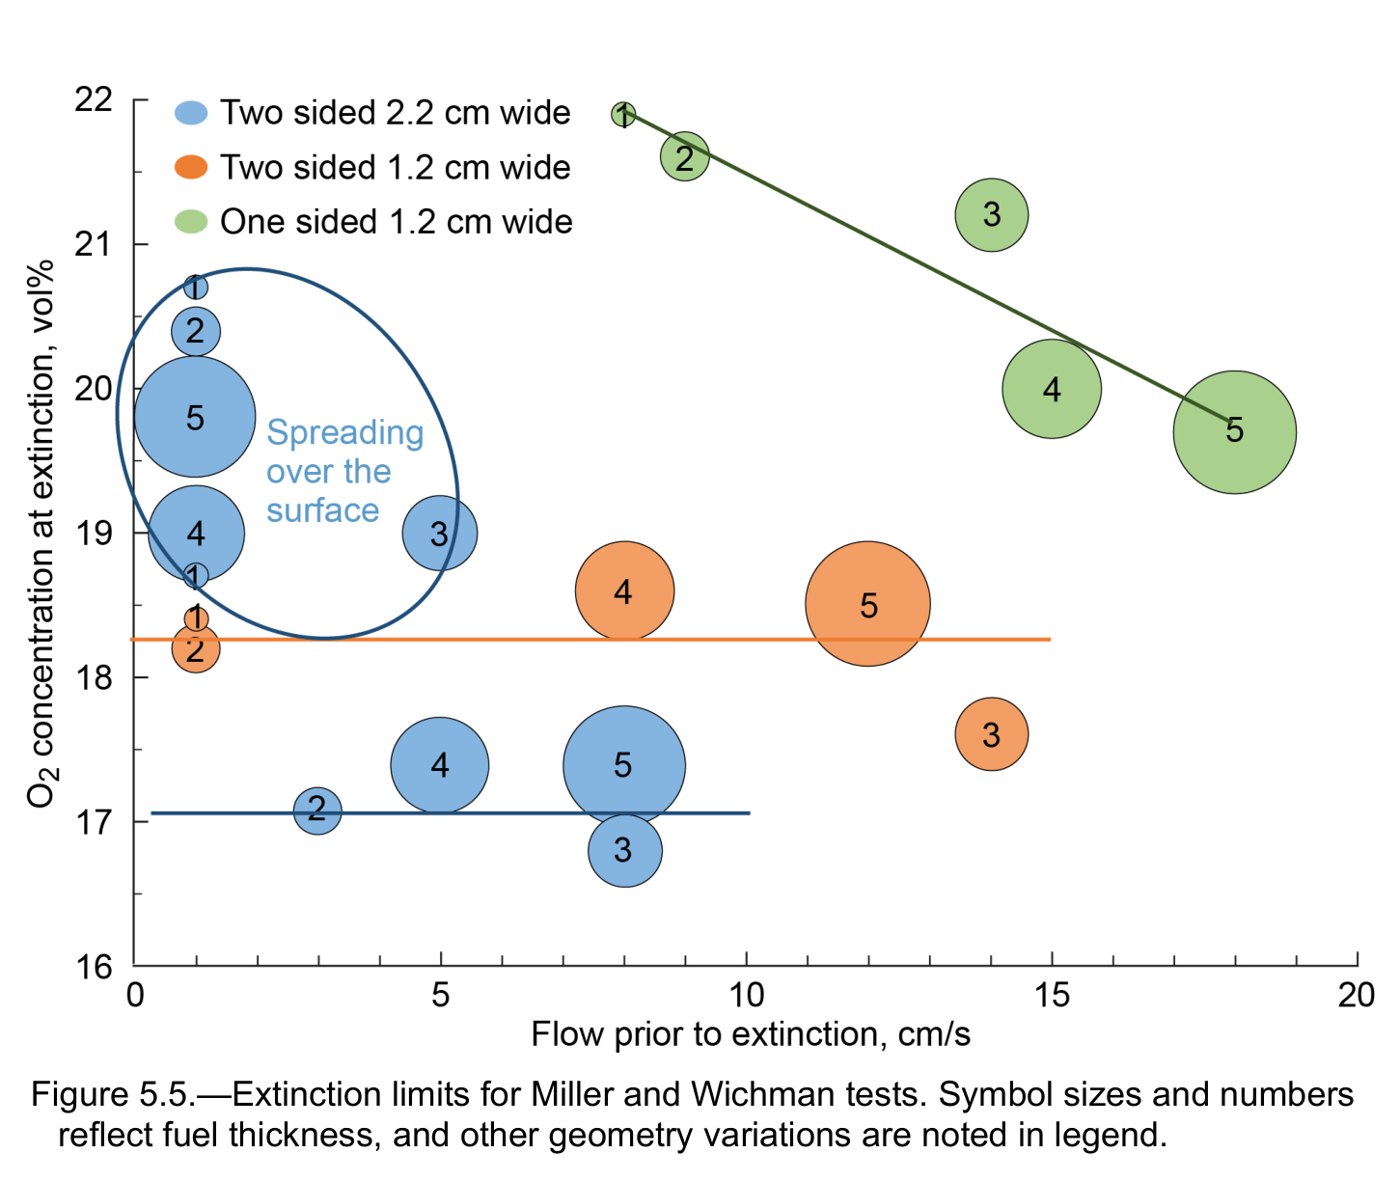 22
21
20
19
18
17
16
O2 concentration at extinction, vol%
Two sided 2.2 cm wide
Two sided 1.2 cm wide
One sided 1.2 cm wide
1
2
3
4
5
1
2
5
4
3
1
Spreading
over the
surface
1
2
4
5
3
2
4
5
3
0 5 10 15 20
Flow prior to extinction, cm/s
Figure 5.5.—Extinction limits for Miller and Wichman tests. Symbol sizes and numbers
reflect fuel thickness, and other geometry variations are noted in legend.